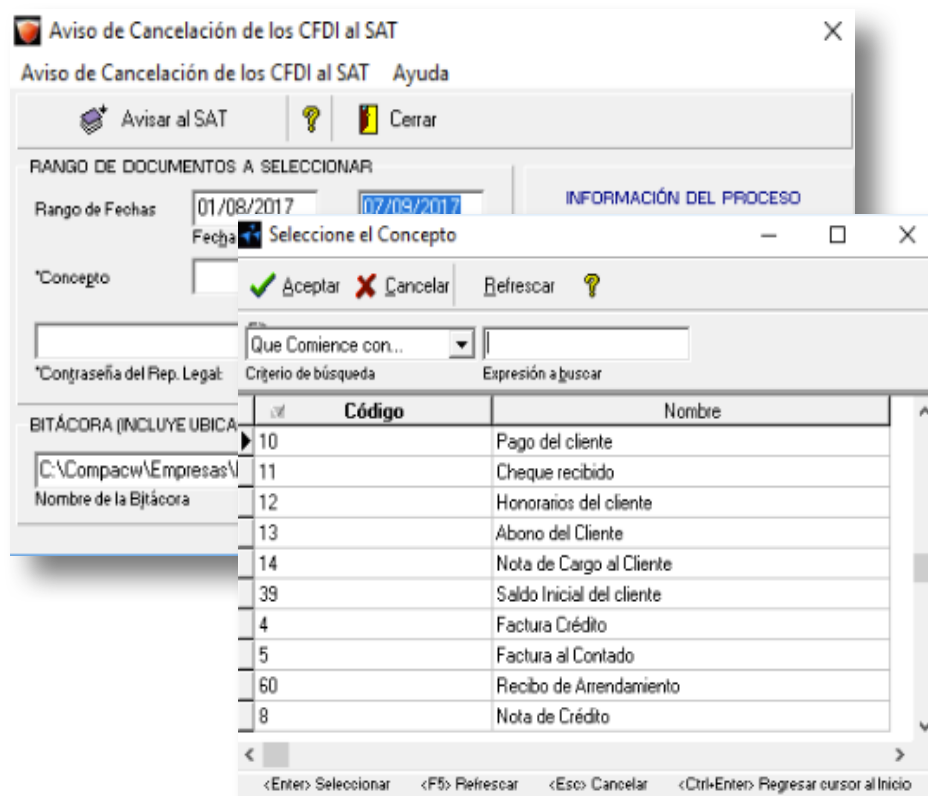 Aviso de Cancelación de los CFDI al SAT
Aviso de Cancelación de los CFDI al SAT Ayuda
Avisar al SAT Cerrar
RANGO DE DOCUMENTOS A SELECCIONAR
INFORMACIÓN DEL PROCESO
Rango de Fechas 01/08/2017 07/09/2017
Fecha
*Concepto
*Contraseña del Rep. Legal:
BITÁCORA (INCLUYE UBICA
C:\Compacw\Empresas\
Nombre de la Bitácora
Seleccione el Concepto
Aceptar Cancelar Refrescar
Que Comience con...
Criterio de búsqueda Expresión a buscar
Código Nombre
10 Pago del cliente
11 Cheque recibido
12 Honorarios del cliente
13 Abono del Cliente
14 Nota de Cargo al Cliente
39 Saldo Inicial del cliente
4 Factura Crédito
5 Factura al Contado
60 Recibo de Arrendamiento
8 Nota de Crédito
<Enter> Seleccionar <F5> Refrescar <Esc> Cancelar <Ctrl+Enter> Regresar cursor al Inicio